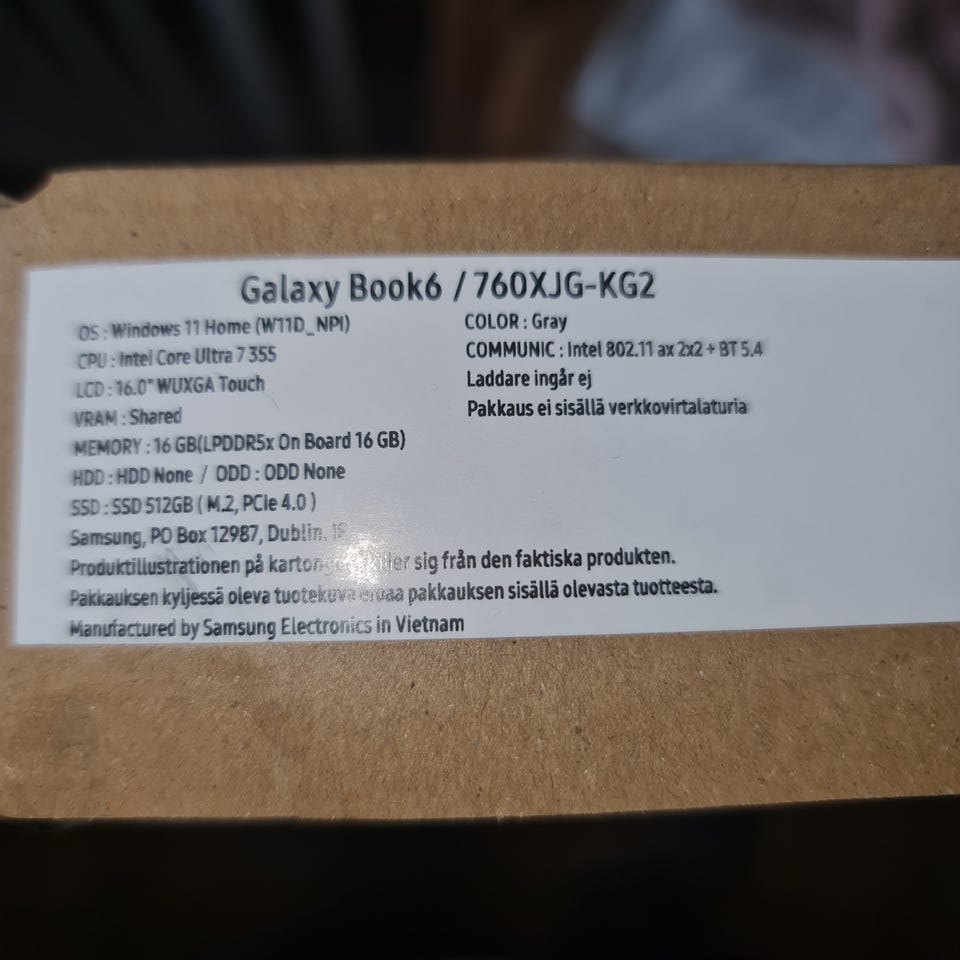 Galaxy Book6 / 760XJG-KG2
OS : Windows 11 Home (W11D_NPI)
CPU : Intel Core Ultra 7 355
LCD : 16.0" WUXGA Touch
VRAM : Shared
MEMORY : 16 GB(LPDDR5x On Board 16 GB)
HDD : HDD None / ODD : ODD None
SSD : SSD 512GB ( M.2, PCIe 4.0 )
Samsung, PO Box 12987, Dublin.
Produktillustrationen på sig från den faktiska produkten.
Pakkauksen kyljessä oleva tuotekuva pakkauksen sisällä olevasta tuotteesta.
Manufactured by Samsung Electronics in Vietnam
COLOR : Gray
COMMUNIC : Intel 802.11 ax 2x2 + BT 5.4
Laddare ingår ej
Pakkaus ei sisällä verkkovirtalaturia